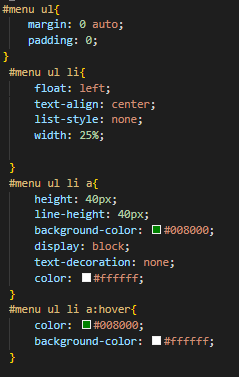 #menu ul{
margin: 0 auto;
padding: 0;
}
#menu ul li{
float: left;
text-align: center;
list-style: none;
width: 25%;
}
#menu ul li a{
height: 40px;
line-height: 40px;
background-color: #008000;
display: block;
text-decoration: none;
color: #ffffff;
}
#menu ul li a:hover{
color: #008000;
background-color: #ffffff;
}